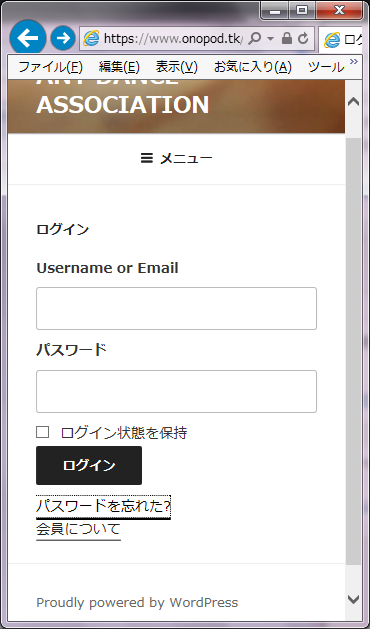 https://www.onopod.tk/
ログ
ファイル(F) 編集(E) 表示(V) お気に入り(A) ツール »
ANY DANCE
ASSOCIATION
≡ メニュー
ログイン
Username or Email
パスワード
ログイン状態を保持
ログイン
パスワードを忘れた?
会員について
Proudly powered by WordPress